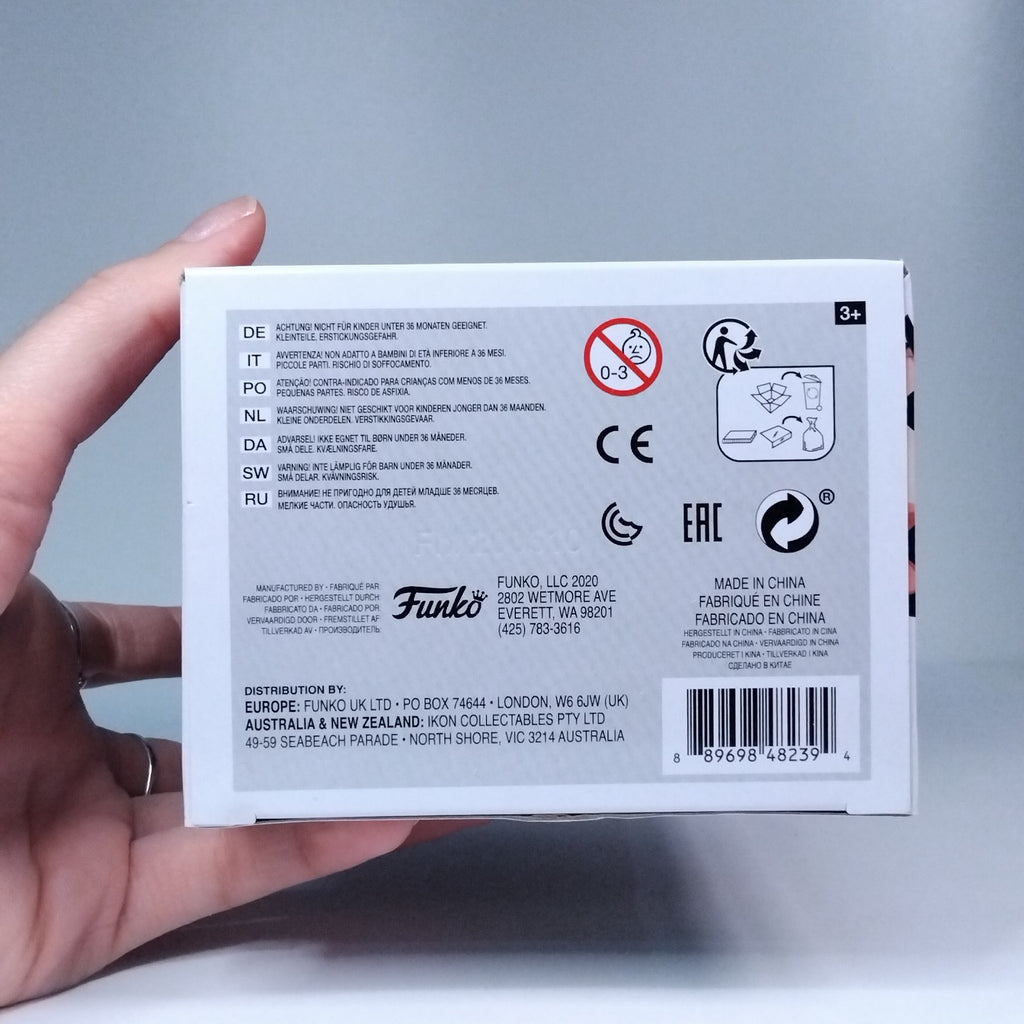 3+
DE
ACHTUNG! NICHT FÜR KINDER UNTER 36 MONATEN GEEIGNET.
KLEINTEILE. ERSTICKUNGSGEFAHR.
IT
AVVERTENZA! NON ADATTO A BAMBINI DI ETÀ INFERIORE A 36 MESI.
PICCOLE PARTI. RISCHIO DI SOFFOCAMENTO.
PO
ATENÇÃO! CONTRA-INDICADO PARA CRIANÇAS COM MENOS DE 36 MESES.
PEQUENAS PARTES. RISCO DE ASFIXIA.
NL
WAARSCHUWING! NIET GESCHIKT VOOR KINDEREN JONGER DAN 36 MAANDEN.
KLEINE ONDERDELEN. VERSTIKKINGSGEVAAR.
DA
ADVARSEL! IKKE EGNET TIL BØRN UNDER 36 MÅNEDER.
SMÅ DELE. KVÆLNINGSFARE.
SW
VARNING! INTE LÄMPLIG FÖR BARN UNDER 36 MÅNADER.
SMÅ DELAR. KVÄVNINGSRISK.
RU
ВНИМАНИЕ! НЕ ПРИГОДНО ДЛЯ ДЕТЕЙ МЛАДШЕ 36 МЕСЯЦЕВ.
МЕЛКИЕ ЧАСТИ. ОПАСНОСТЬ УДУШЬЯ.
0-3
CE
EAC
®
MANUFACTURED BY • FABRIQUÉ PAR:
FABRICADO POR • HERGESTELLT DURCH:
FABBRICATO DA • FABRICADO POR:
VERVAARDIGD DOOR • FREMSTILLET AF:
TILLVERKAD AV • ПРОИЗВОДИТЕЛЬ:
Funko
FUNKO, LLC 2020
2802 WETMORE AVE
EVERETT, WA 98201
(425) 783-3616
MADE IN CHINA
FABRIQUÉ EN CHINE
FABRICADO EN CHINA
HERGESTELLT IN CHINA • FABBRICATO IN CINA
FABRICADO NA CHINA • VERVAARDIGD IN CHINA
PRODUCERET I KINA • TILLVERKAD I KINA
СДЕЛАНО В КИТАЕ
DISTRIBUTION BY:
EUROPE: FUNKO UK LTD • PO BOX 74644 • LONDON, W6 6JW (UK)
AUSTRALIA & NEW ZEALAND: IKON COLLECTABLES PTY LTD
49-59 SEABEACH PARADE • NORTH SHORE, VIC 3214 AUSTRALIA
8 89698 48239 4